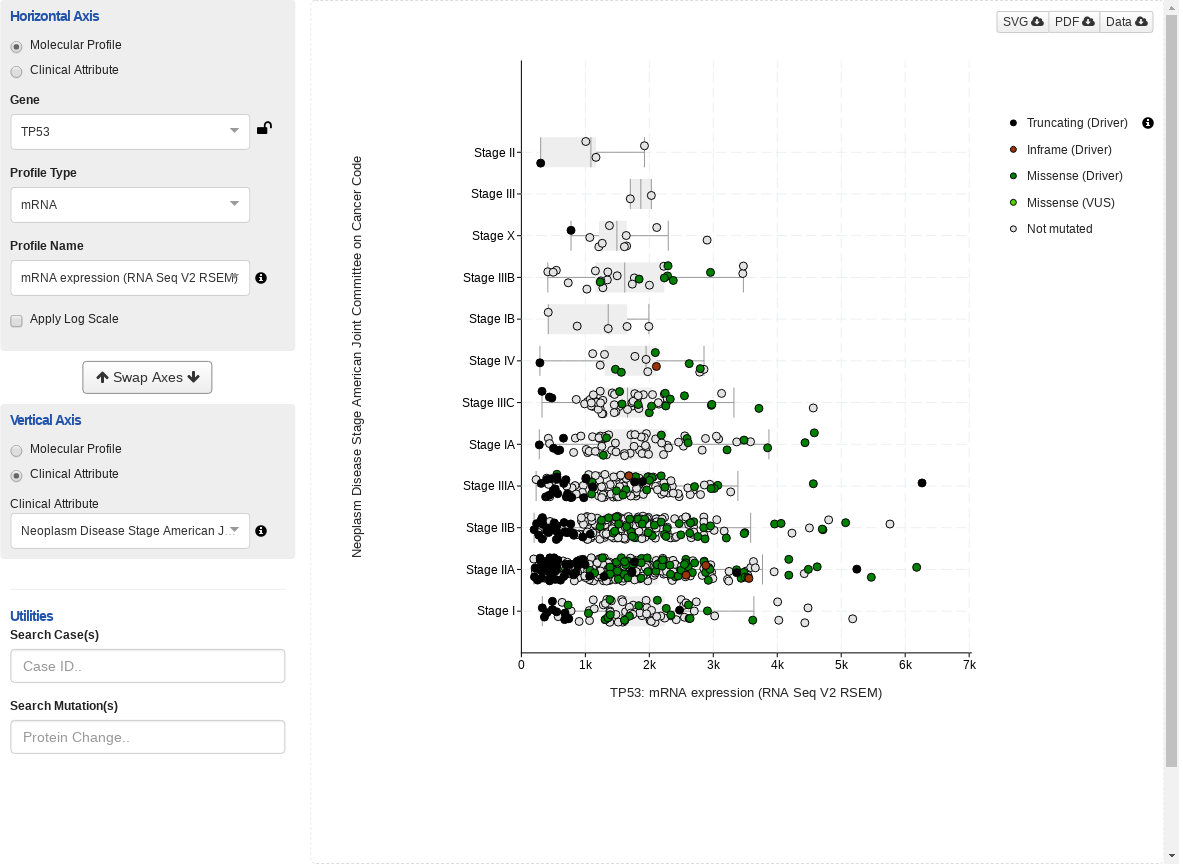 Horizontal Axis
Molecular Profile
Clinical Attribute
Gene
TP53
Profile Type
mRNA
Profile Name
mRNA expression (RNA Seq V2 RSEM)
Apply Log Scale
Swap Axes
Vertical Axis
Molecular Profile
Clinical Attribute
Clinical Attribute
Neoplasm Disease Stage American J...
Utilities
Search Case(s)
Case ID..
Search Mutation(s)
Protein Change..
SVG
PDF
Data
Truncating (Driver)
Inframe (Driver)
Missense (Driver)
Missense (VUS)
Not mutated
Neoplasm Disease Stage American Joint Committee on Cancer Code
Stage II
Stage III
Stage X
Stage IIIB
Stage IB
Stage IV
Stage IIIC
Stage IA
Stage IIIA
Stage IIB
Stage IIA
Stage I
0 1k 2k 3k 4k 5k 6k 7k
TP53: mRNA expression (RNA Seq V2 RSEM)